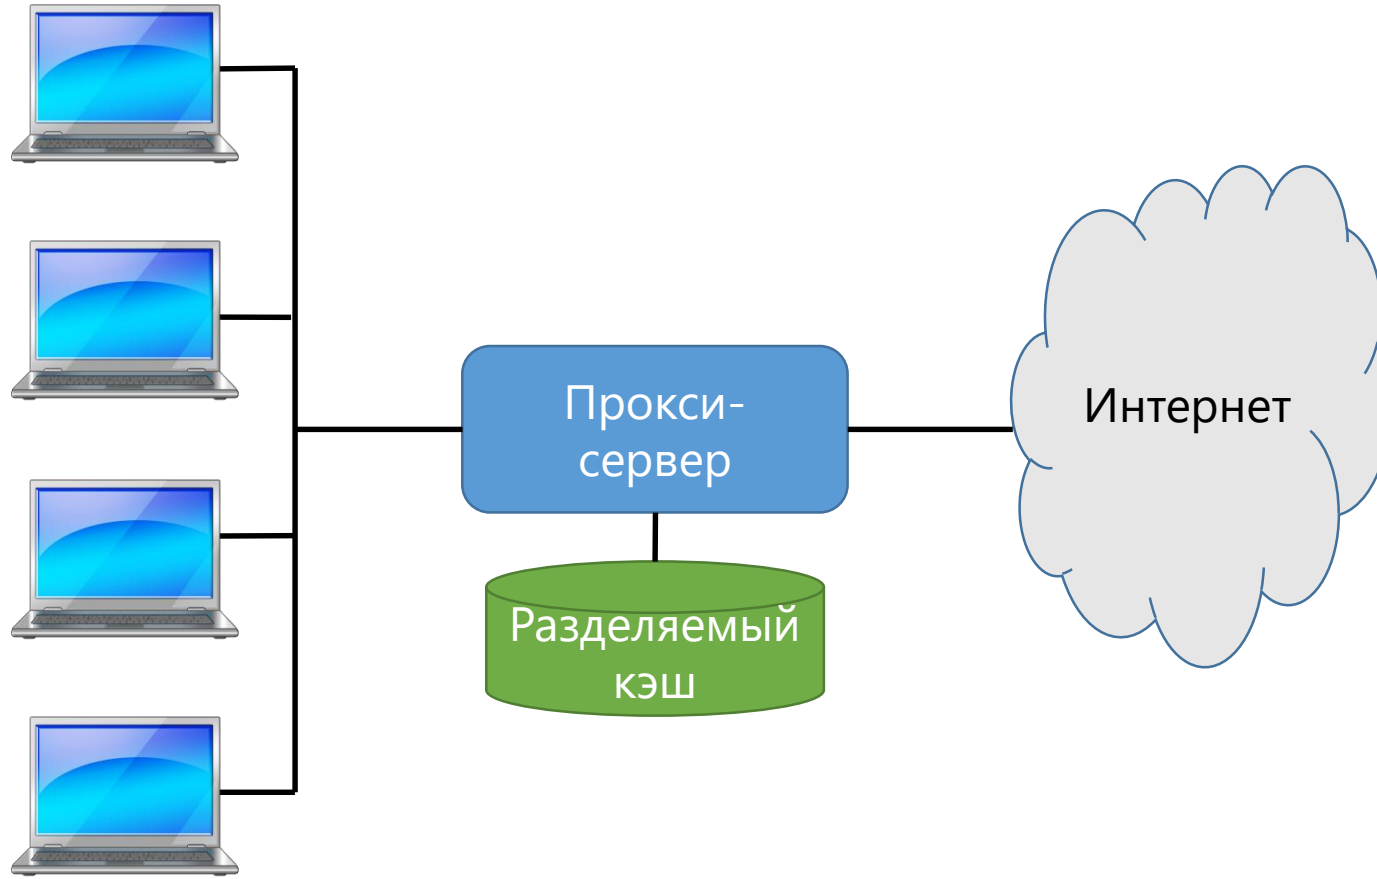 Прокси-
сервер
Интернет
Разделяемый
кэш